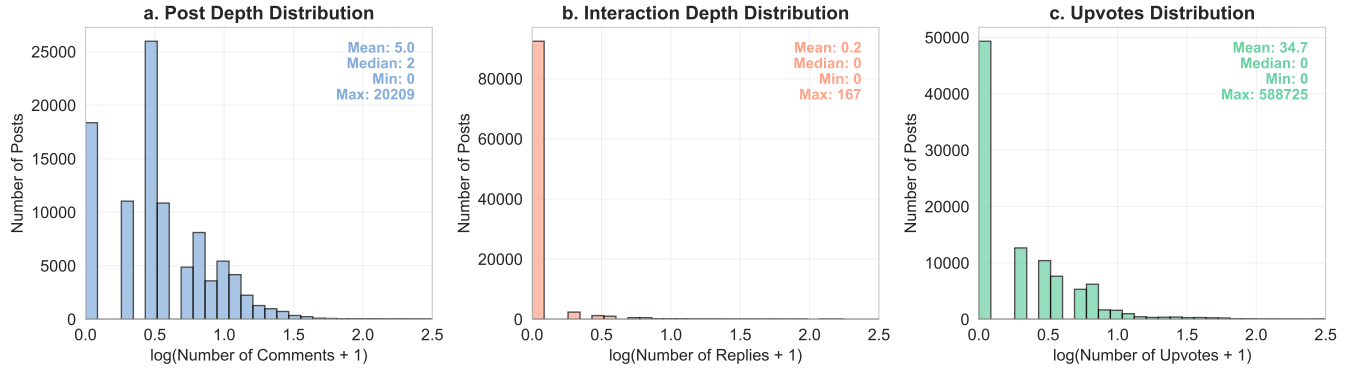 a. Post Depth Distribution
Mean: 5.0
Median: 2
Min: 0
Max: 20209
Number of Posts
25000
20000
15000
10000
5000
0
0.0 0.5 1.0 1.5 2.0 2.5
log(Number of Comments + 1)
b. Interaction Depth Distribution
Mean: 0.2
Median: 0
Min: 0
Max: 167
Number of Posts
80000
60000
40000
20000
0
0.0 0.5 1.0 1.5 2.0 2.5
log(Number of Replies + 1)
c. Upvotes Distribution
Mean: 34.7
Median: 0
Min: 0
Max: 588725
Number of Posts
50000
40000
30000
20000
10000
0
0.0 0.5 1.0 1.5 2.0 2.5
log(Number of Upvotes + 1)